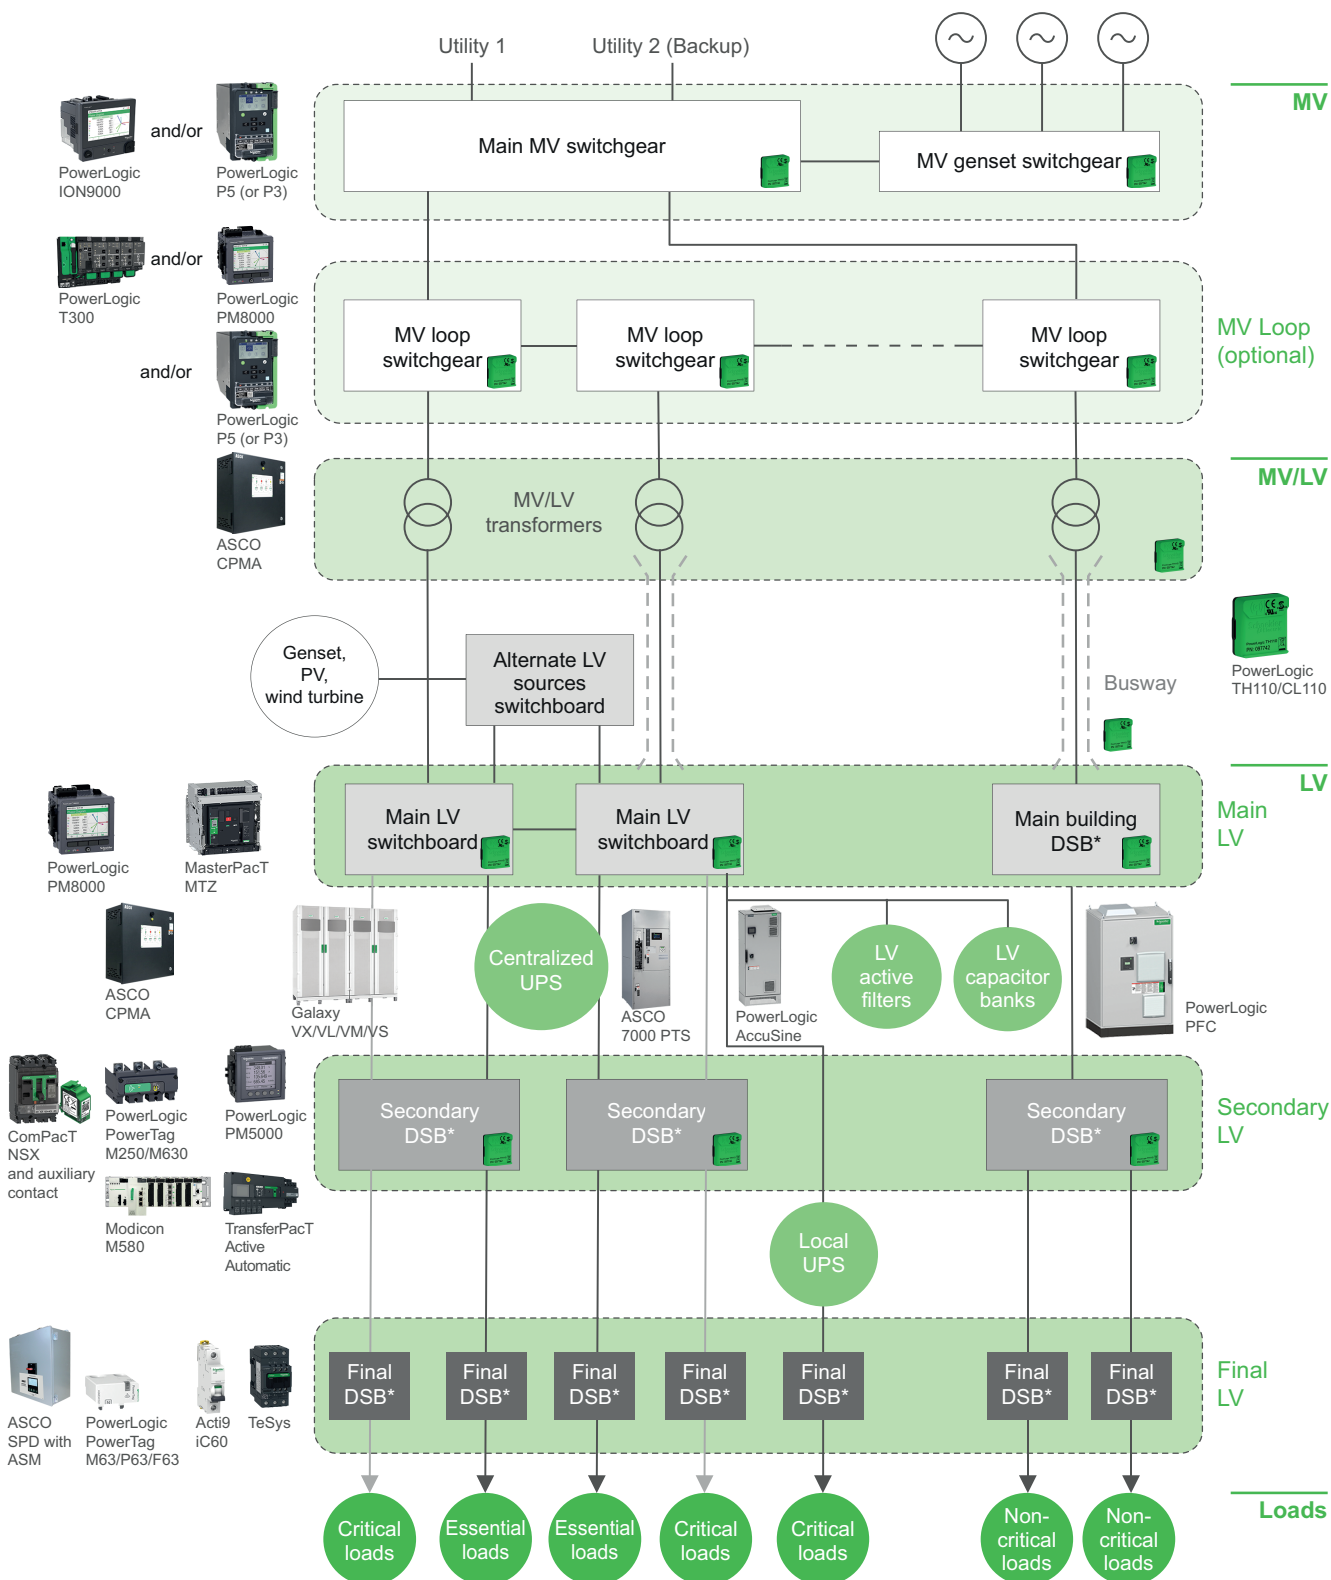 Utility 1
Utility 2 (Backup)
MV
Main MV switchgear
MV genset switchgear
and/or
PowerLogic
ION9000
PowerLogic
P5 (or P3)
and/or
PowerLogic
T300
PowerLogic
PM8000
and/or
PowerLogic
P5 (or P3)
MV loop
switchgear
MV loop
switchgear
MV loop
switchgear
MV Loop
(optional)
MV/LV
MV/LV
transformers
ASCO
CPMA
Genset,
PV,
wind turbine
Alternate LV
sources
switchboard
Busway
PowerLogic
TH110/CL110
LV
Main
LV
Main LV
switchboard
Main LV
switchboard
Main building
DSB*
PowerLogic
PM8000
MasterPacT
MTZ
ASCO
CPMA
Galaxy
VX/VL/VM/VS
Centralized
UPS
ASCO
7000 PTS
PowerLogic
AccuSine
LV
active
filters
LV
capacitor
banks
PowerLogic
PFC
ComPacT
NSX
and auxiliary
contact
PowerLogic
PowerTag
M250/M630
PowerLogic
PM5000
Modicon
M580
TransferPacT
Active
Automatic
Secondary
DSB*
Secondary
DSB*
Secondary
DSB*
Secondary
LV
Local
UPS
ASCO
SPD with
ASM
PowerLogic
PowerTag
M63/P63/F63
Acti9
iC60
TeSys
Final
DSB*
Final
DSB*
Final
DSB*
Final
DSB*
Final
DSB*
Final
DSB*
Final
DSB*
Final
LV
Critical
loads
Essential
loads
Essential
loads
Critical
loads
Critical
loads
Non-
critical
loads
Non-
critical
loads
Loads